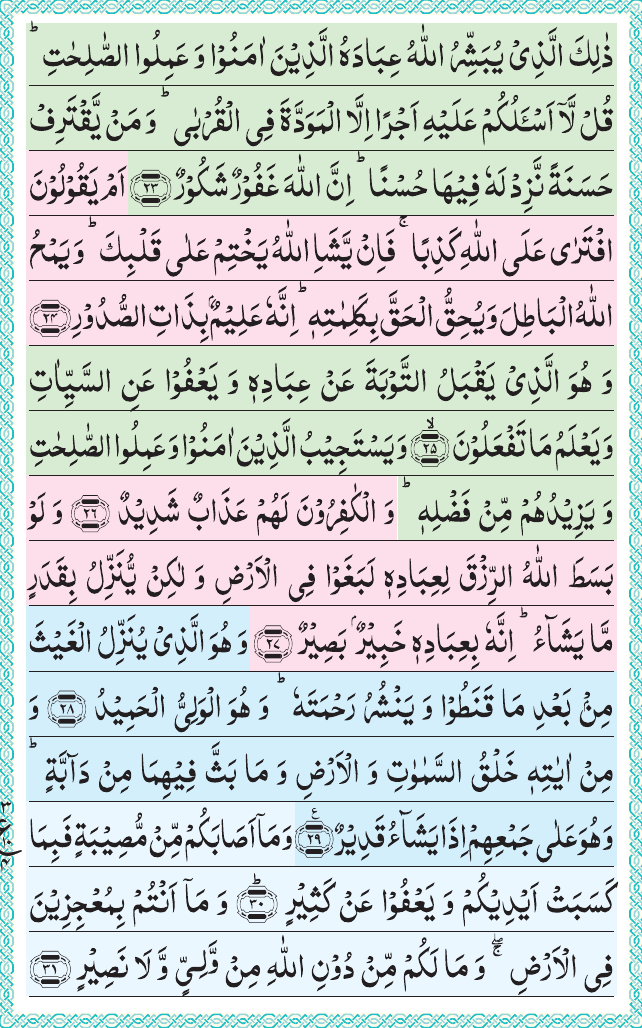 ذٰلِكَ الَّذِیْ یُبَشِّرُ اللّٰهُ عِبَادَهُ الَّذِیْنَ اٰمَنُوْا وَ عَمِلُوا الصّٰلِحٰتِ ؕ
قُلْ لَّاۤ اَسْـَٔلُكُمْ عَلَیْهِ اَجْرًا اِلَّا الْمَوَدَّةَ فِی الْقُرْبٰی ؕ وَ مَنْ یَّقْتَرِفْ
حَسَنَةً نَّزِدْ لَهٗ فِیْهَا حُسْنًا ؕ اِنَّ اللّٰهَ غَفُوْرٌ شَكُوْرٌ ﴿۲۳﴾ اَمْ یَقُوْلُوْنَ
افْتَرٰی عَلَی اللّٰهِ كَذِبًا ۚ فَاِنْ یَّشَاِ اللّٰهُ یَخْتِمْ عَلٰی قَلْبِكَ ؕ وَ یَمْحُ
اللّٰهُ الْبَاطِلَ وَ یُحِقُّ الْحَقَّ بِكَلِمٰتِهٖ ؕ اِنَّهٗ عَلِیْمٌۢ بِذَاتِ الصُّدُوْرِ ﴿۲۴﴾
وَ هُوَ الَّذِیْ یَقْبَلُ التَّوْبَةَ عَنْ عِبَادِهٖ وَ یَعْفُوْا عَنِ السَّیِّاٰتِ
وَ یَعْلَمُ مَا تَفْعَلُوْنَ ﴿ۙ۲۵﴾ وَ یَسْتَجِیْبُ الَّذِیْنَ اٰمَنُوْا وَ عَمِلُوا الصّٰلِحٰتِ
وَ یَزِیْدُهُمْ مِّنْ فَضْلِهٖ ؕ وَ الْكٰفِرُوْنَ لَهُمْ عَذَابٌ شَدِیْدٌ ﴿۲۶﴾ وَ لَوْ
بَسَطَ اللّٰهُ الرِّزْقَ لِعِبَادِهٖ لَبَغَوْا فِی الْاَرْضِ وَ لٰكِنْ یُّنَزِّلُ بِقَدَرٍ
مَّا یَشَآءُ ؕ اِنَّهٗ بِعِبَادِهٖ خَبِیْرٌۢ بَصِیْرٌ ﴿۲۷﴾ وَ هُوَ الَّذِیْ یُنَزِّلُ الْغَیْثَ
مِنْۢ بَعْدِ مَا قَنَطُوْا وَ یَنْشُرُ رَحْمَتَهٗ ؕ وَ هُوَ الْوَلِیُّ الْحَمِیْدُ ﴿۲۸﴾ وَ
مِنْ اٰیٰتِهٖ خَلْقُ السَّمٰوٰتِ وَ الْاَرْضِ وَ مَا بَثَّ فِیْهِمَا مِنْ دَآبَّةٍ ؕ
وَ هُوَ عَلٰی جَمْعِهِمْ اِذَا یَشَآءُ قَدِیْرٌ ﴿۲۹﴾ وَ مَاۤ اَصَابَكُمْ مِّنْ مُّصِیْبَةٍ فَبِمَا
كَسَبَتْ اَیْدِیْكُمْ وَ یَعْفُوْا عَنْ كَثِیْرٍ ﴿ؕ۳۰﴾ وَ مَاۤ اَنْتُمْ بِمُعْجِزِیْنَ
فِی الْاَرْضِ ۚۖ وَ مَا لَكُمْ مِّنْ دُوْنِ اللّٰهِ مِنْ وَّلِیٍّ وَّ لَا نَصِیْرٍ ﴿۳۱﴾